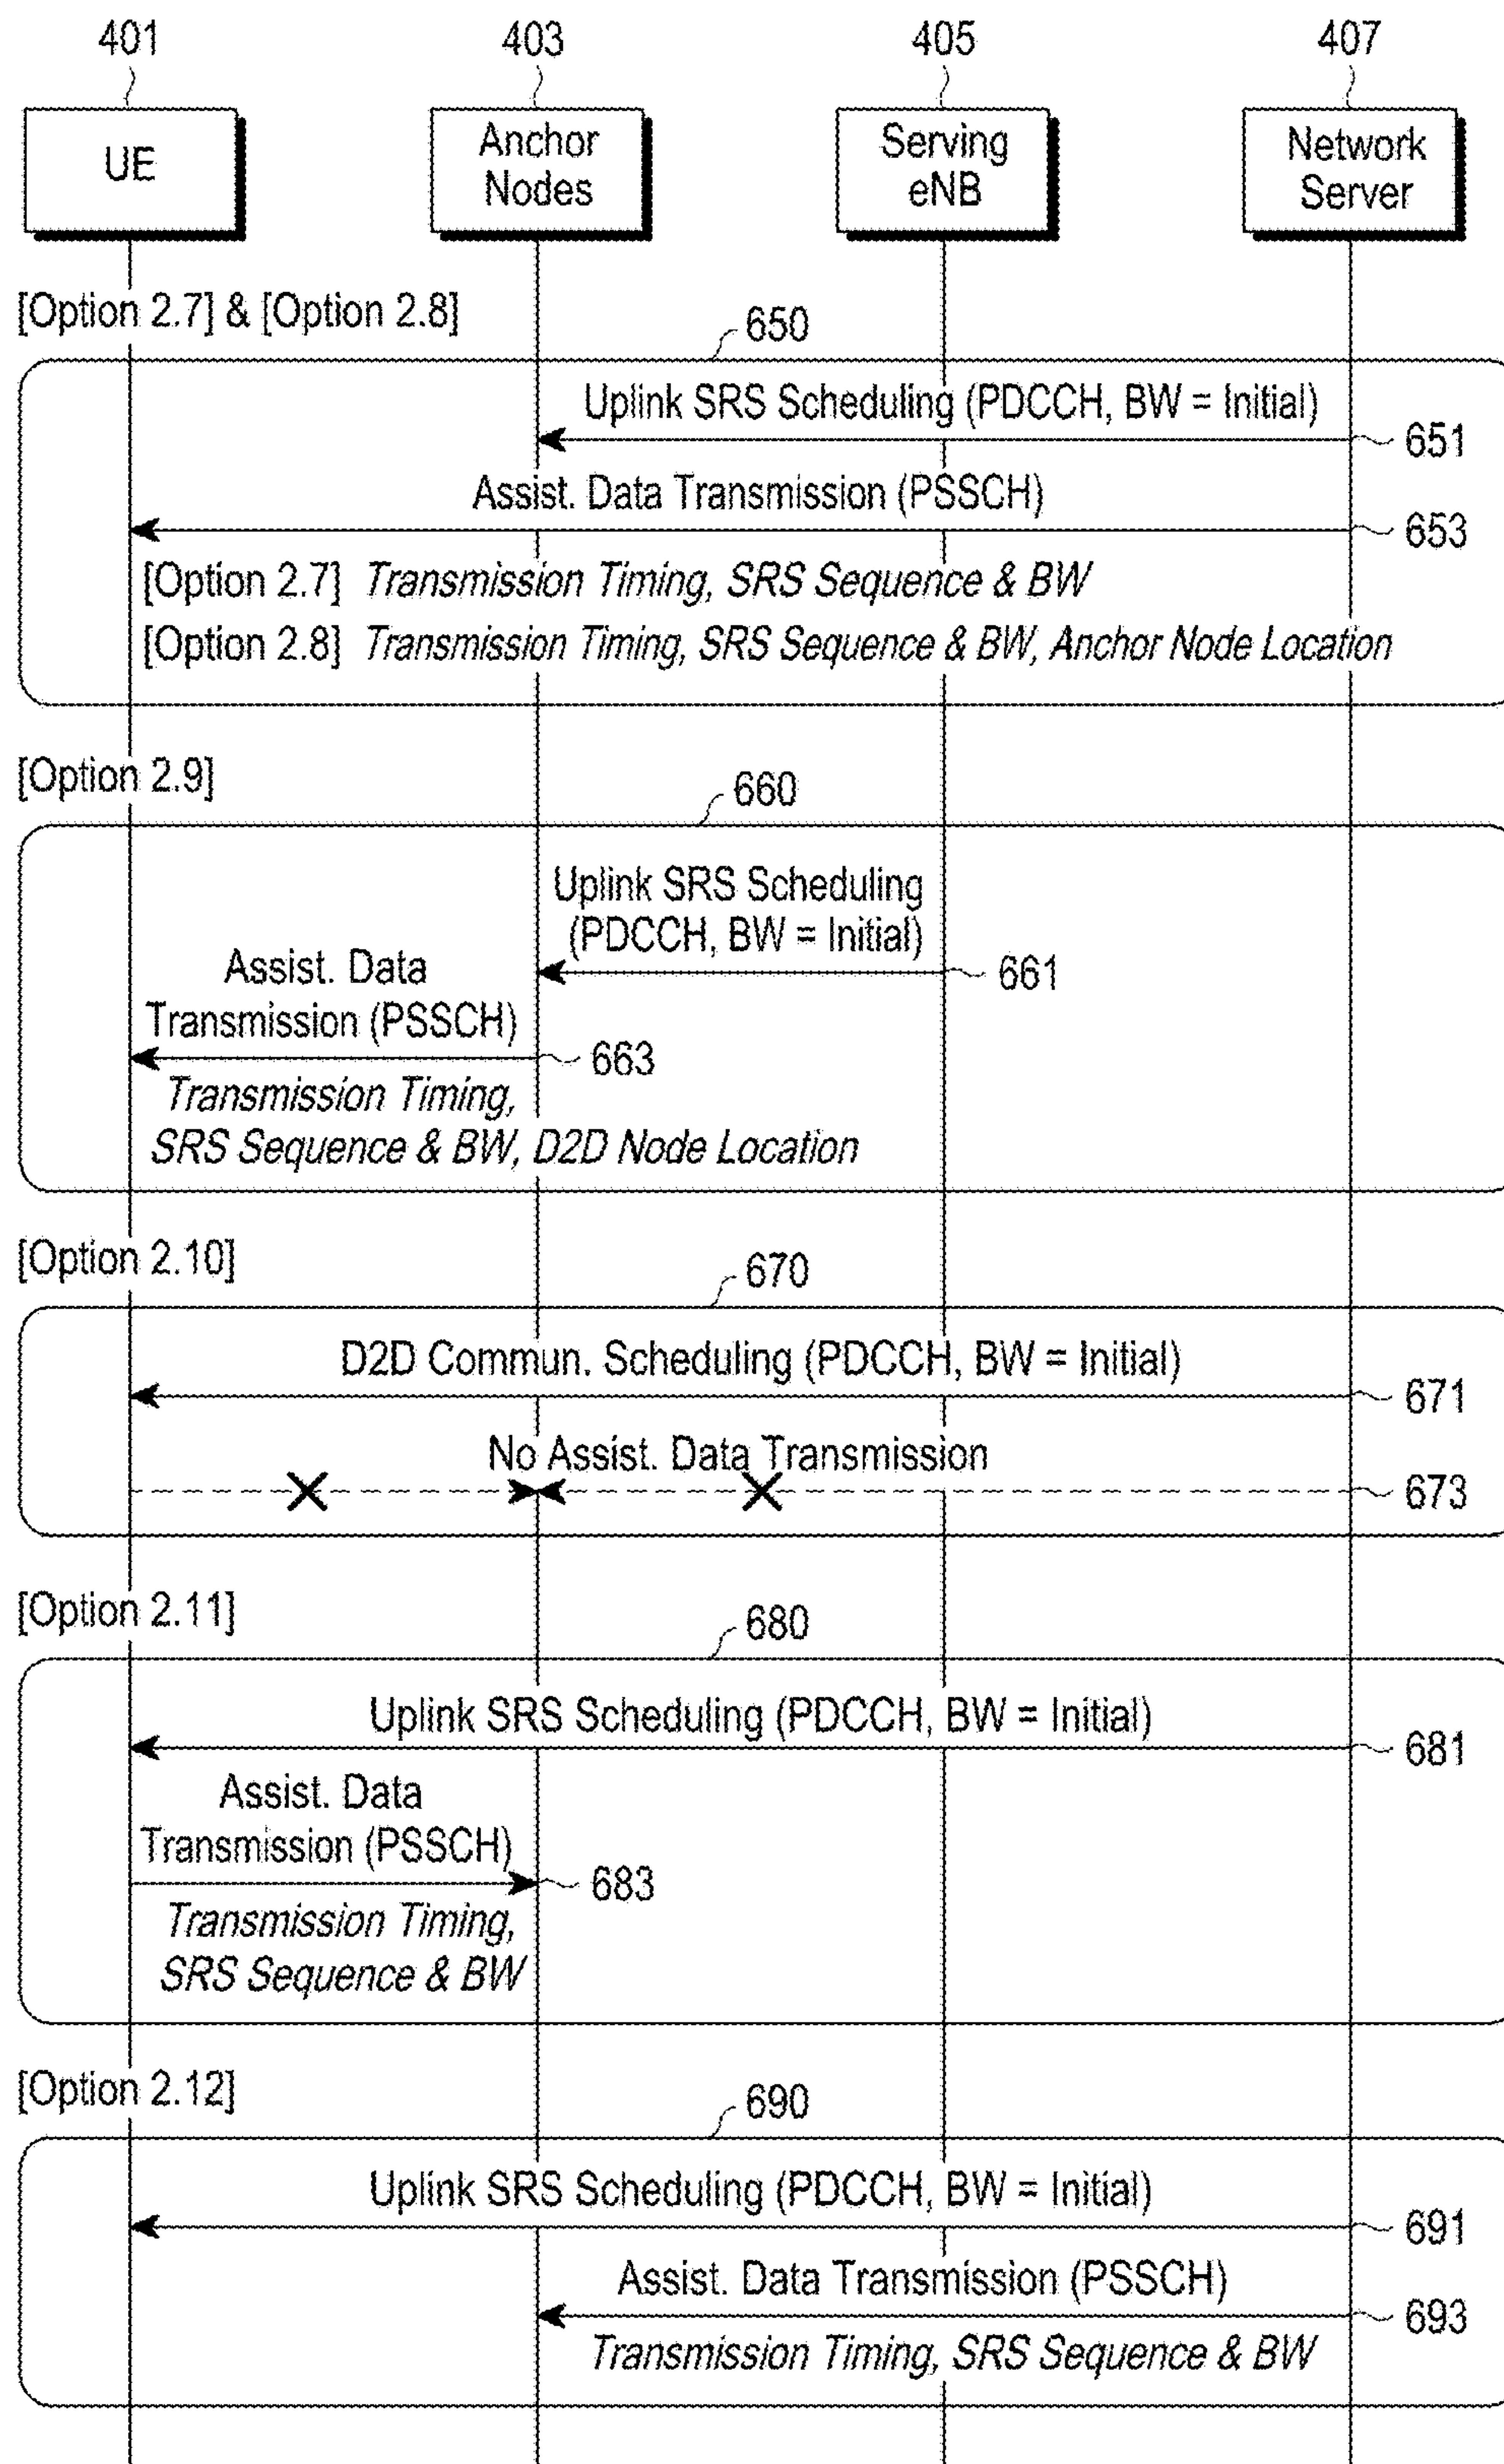 401
403
405
407
UE
Anchor
Nodes
Serving
eNB
Network
Server
[Option 2.7] & [Option 2.8]
650
Uplink SRS Scheduling (PDCCH, BW = Initial)
651
Assist. Data Transmission (PSSCH)
653
[Option 2.7] Transmission Timing, SRS Sequence & BW
[Option 2.8] Transmission Timing, SRS Sequence & BW, Anchor Node Location
[Option 2.9]
660
Uplink SRS Scheduling
(PDCCH, BW = Initial)
661
Assist. Data
Transmission (PSSCH)
663
Transmission Timing,
SRS Sequence & BW, D2D Node Location
[Option 2.10]
670
D2D Commun. Scheduling (PDCCH, BW = Initial)
671
No Assist. Data Transmission
673
[Option 2.11]
680
Uplink SRS Scheduling (PDCCH, BW = Initial)
681
Assist. Data
Transmission (PSSCH)
683
Transmission Timing,
SRS Sequence & BW
[Option 2.12]
690
Uplink SRS Scheduling (PDCCH, BW = Initial)
691
Assist. Data Transmission (PSSCH)
693
Transmission Timing, SRS Sequence & BW